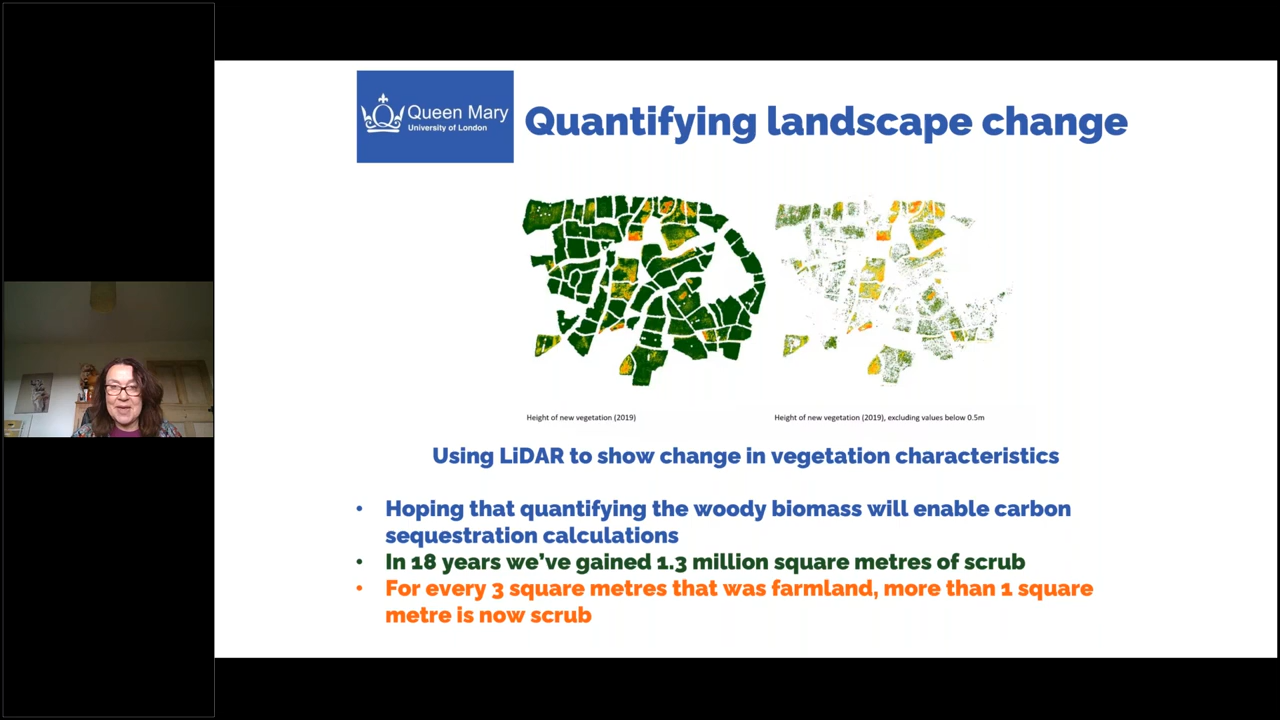 Queen Mary
University of London
Quantifying landscape change
Height of new vegetation (2019)
Height of new vegetation (2019), excluding values below 0.5m
Using LiDAR to show change in vegetation characteristics
• Hoping that quantifying the woody biomass will enable carbon
sequestration calculations
• In 18 years we’ve gained 1.3 million square metres of scrub
• For every 3 square metres that was farmland, more than 1 square
metre is now scrub